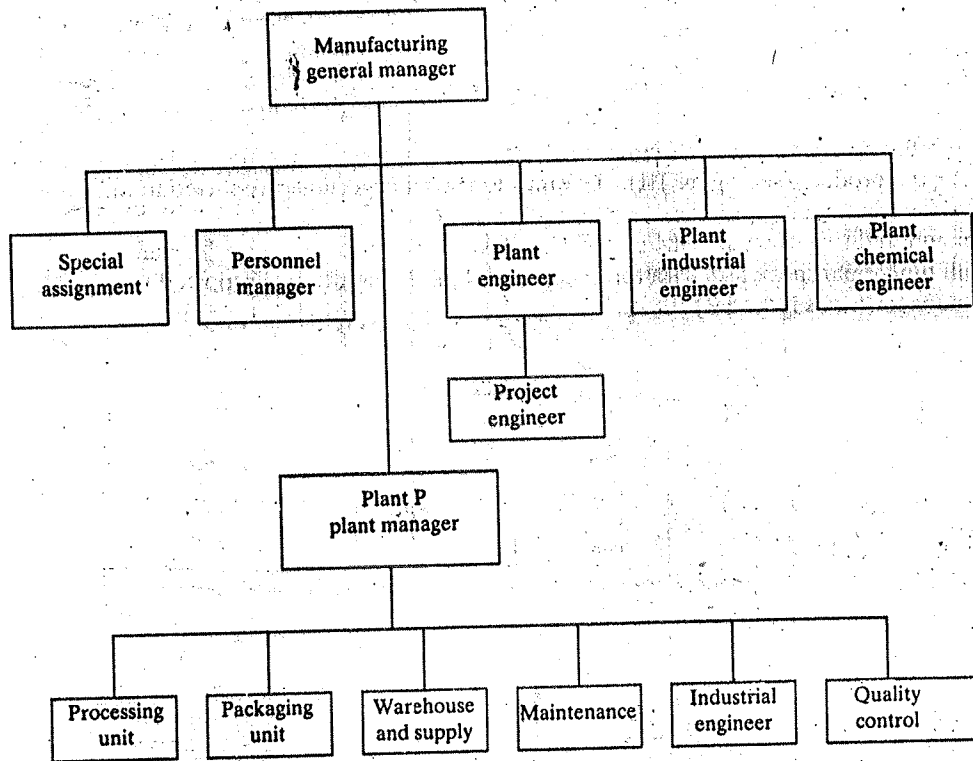 Manufacturing
general manager
Special
assignment
Personnel
manager
Plant
engineer
Plant
industrial
engineer
Plant
chemical
engineer
Project
engineer
Plant P
plant manager
Processing
unit
Packaging
unit
Warehouse
and supply
Maintenance
Industrial
engineer
Quality
control